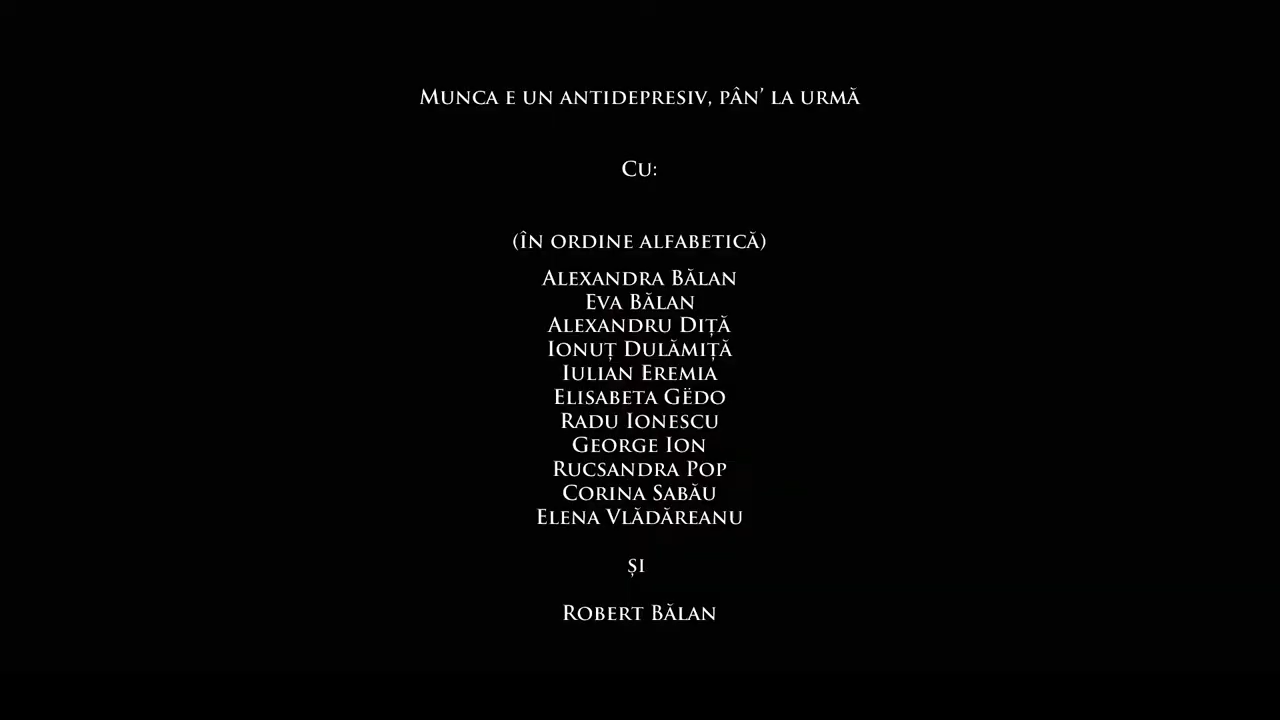 Munca e un antidepresiv, pân’ la urmă
Cu:
(în ordine alfabetică)
Alexandra Bălan
Eva Bălan
Alexandru Diță
Ionuț Dulămiță
Iulian Eremia
Elisabeta Gëdo
Radu Ionescu
George Ion
Rucsandra Pop
Corina Sabău
Elena Vlădăreanu
și
Robert Bălan